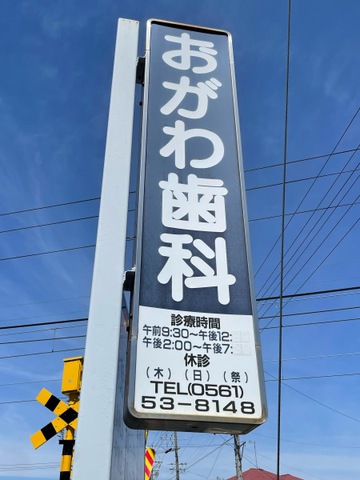 おがわ歯科
診療時間
午前9:30~午後12:
午後2:00~午後7:
休診
(木)(日)(祭)
TEL(0561)
53-8148